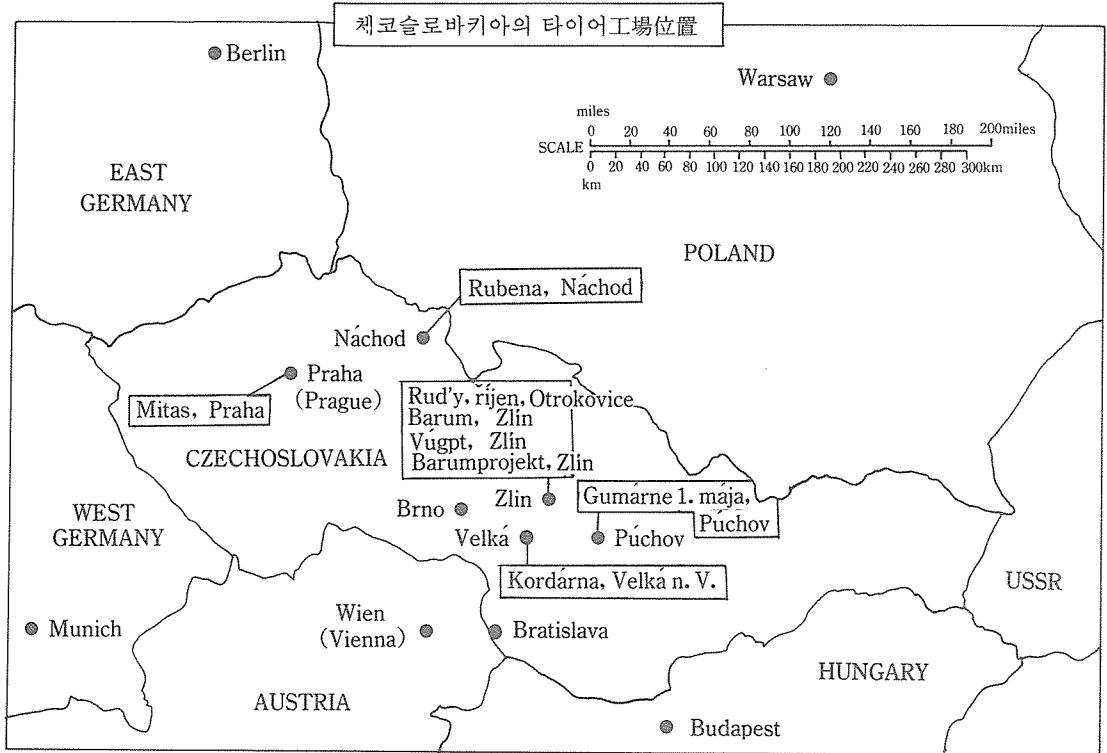 체코슬로바키아의 타이어工場位置
Berlin
Warsaw
miles
0 20 40 60 80 100 120 140 160 180 200miles
SCALE
0 20 40 60 80 100 120 140 160 180 200 220 240 260 280 300km
km
EAST
GERMANY
POLAND
Rubena, Náchod
Náchod
Praha
(Prague)
Mitas, Praha
Rud'y, říjen, Otrokovice
Barum, Zlín
Vúgpt, Zlín
Barumprojekt, Zlín
CZECHOSLOVAKIA
Zlin
Gumárne 1. mája,
Púchov
Brno
WEST
GERMANY
Velká
Púchov
Kordárna, Velká n. V.
USSR
Munich
Wien
(Vienna)
Bratislava
HUNGARY
AUSTRIA
Budapest